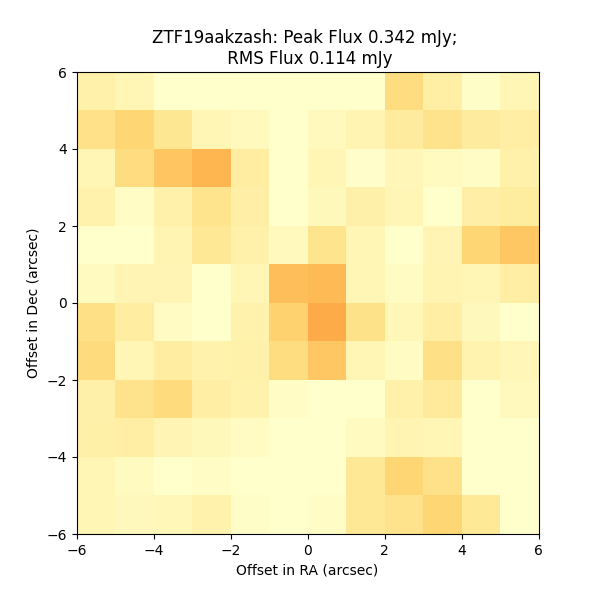 ZTF19aakzash: Peak Flux 0.342 mJy;
RMS Flux 0.114 mJy
6
4
2
0
−2
−4
−6
Offset in Dec (arcsec)
−6 −4 −2 0 2 4 6
Offset in RA (arcsec)